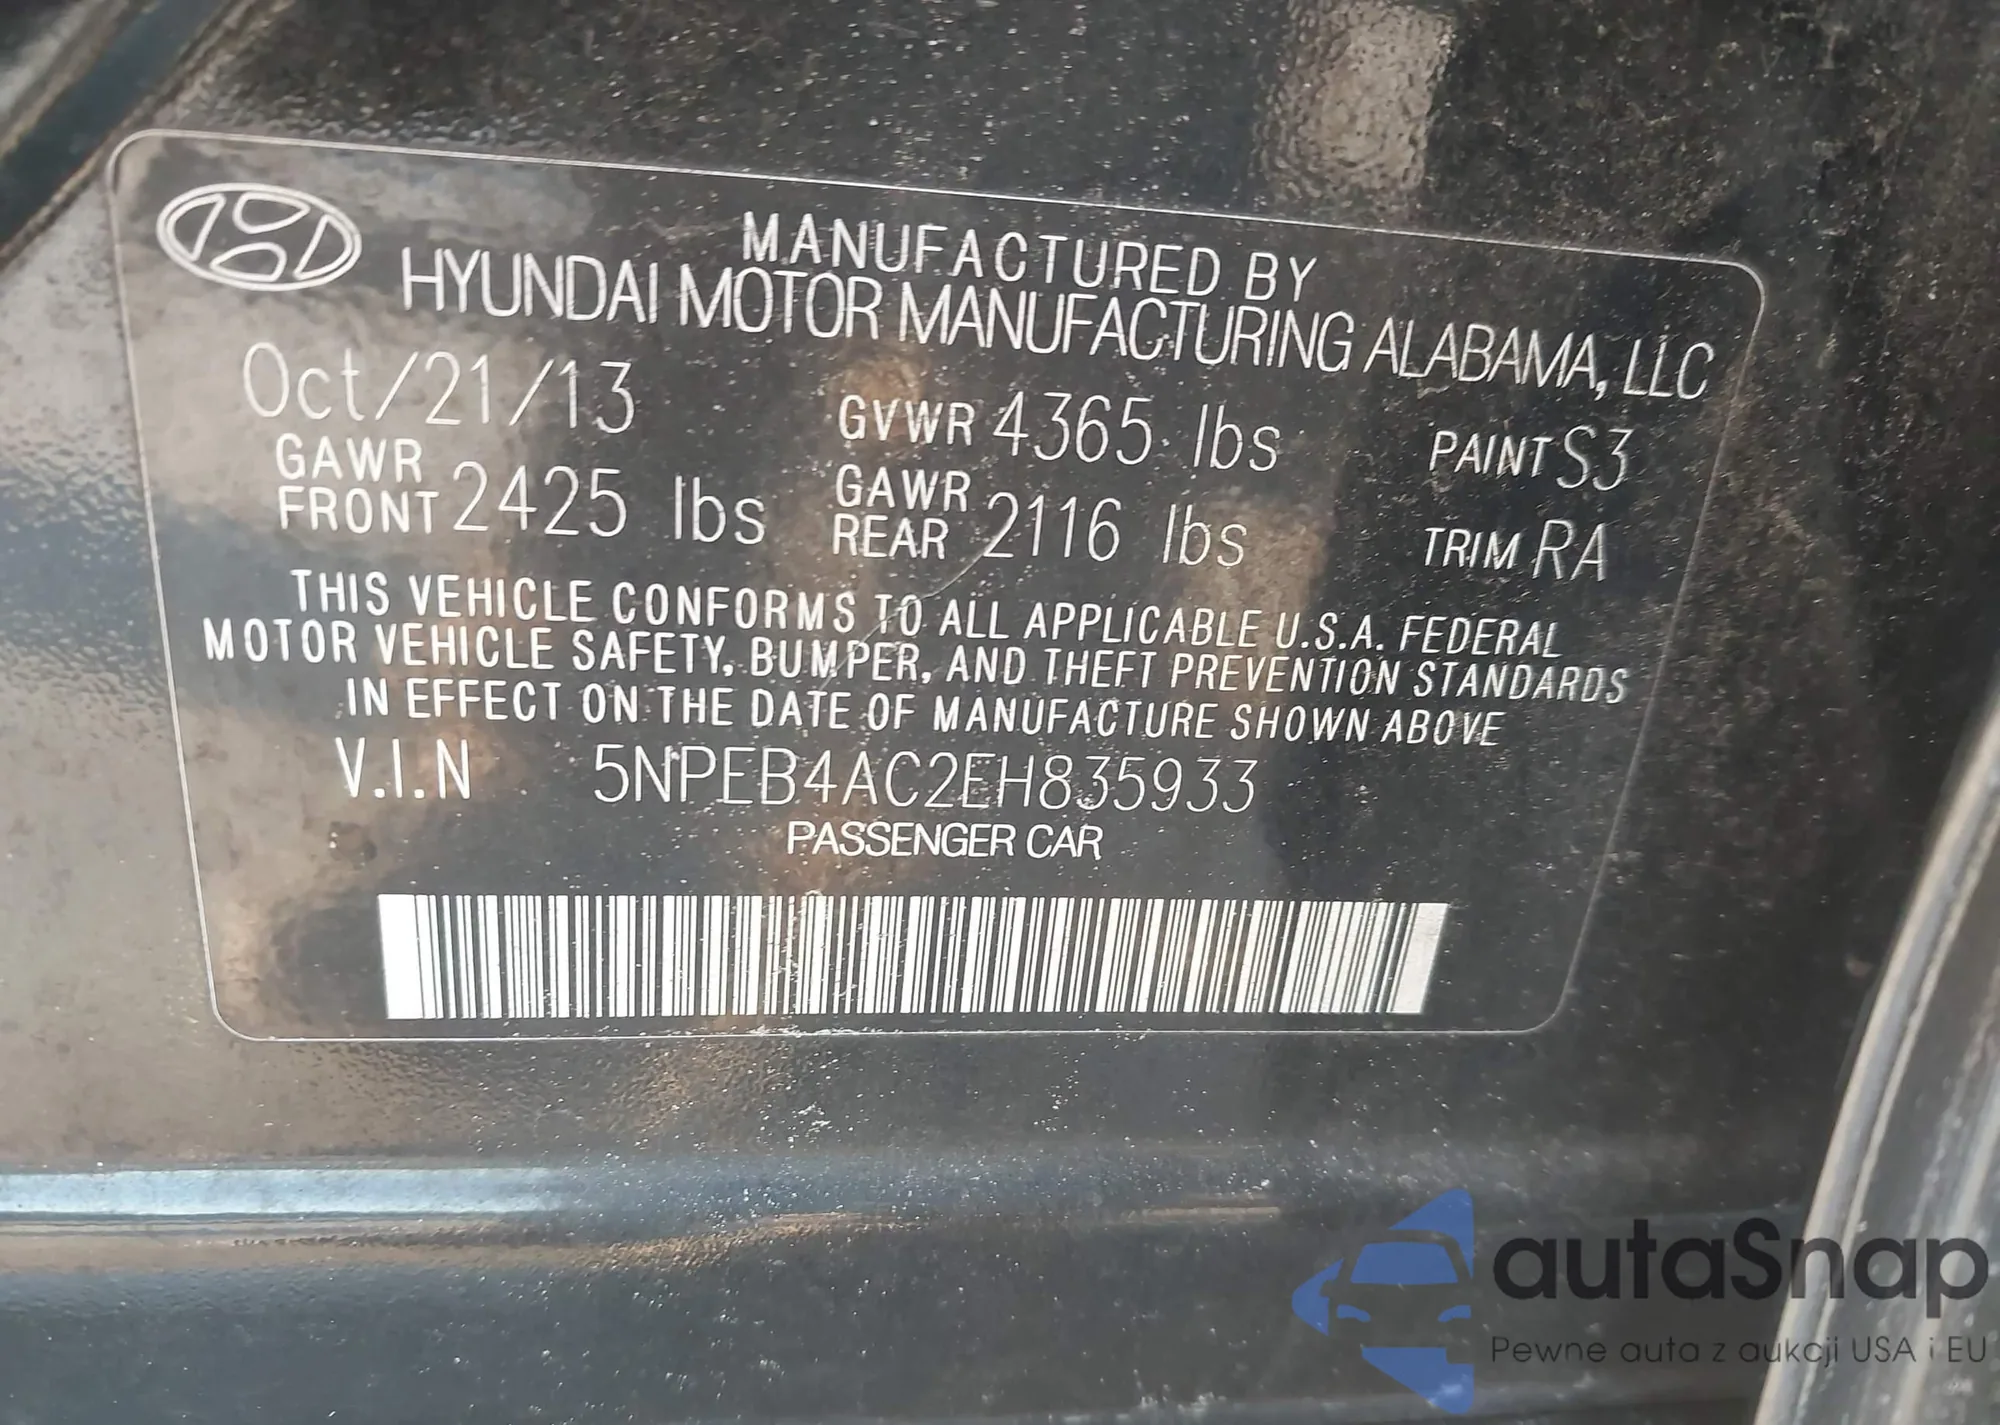 MANUFACTURED BY
HYUNDAI MOTOR MANUFACTURING ALABAMA, LLC
Oct/21/13 GVWR 4365 lbs PAINT S3
GAWR FRONT 2425 lbs GAWR REAR 2116 lbs TRIM RA
THIS VEHICLE CONFORMS TO ALL APPLICABLE U.S.A. FEDERAL
MOTOR VEHICLE SAFETY, BUMPER, AND THEFT PREVENTION STANDARDS
IN EFFECT ON THE DATE OF MANUFACTURE SHOWN ABOVE
V.I.N 5NPEB4AC2EH835933
PASSENGER CAR
autaSnap
Pewne auta z aukcji USA i EU